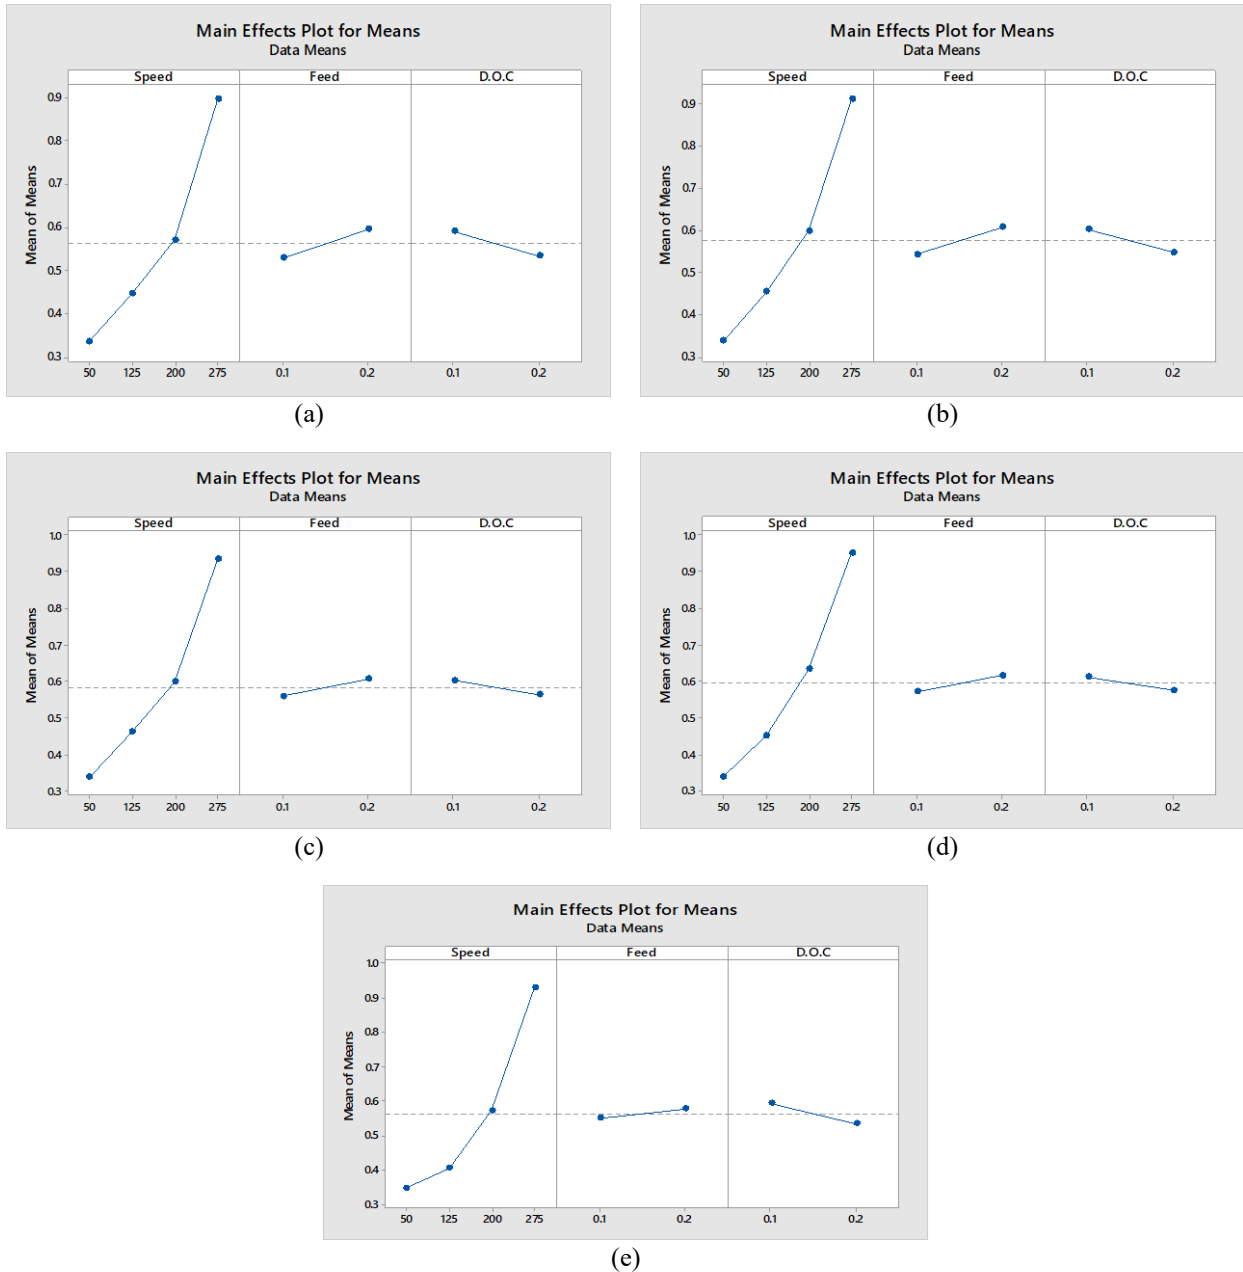 Main Effects Plot for Means
Data Means
Speed Feed D.O.C
Mean of Means
0.9
0.8
0.7
0.6
0.5
0.4
0.3
50 125 200 275 0.1 0.2 0.1 0.2
(a)
Main Effects Plot for Means
Data Means
Speed Feed D.O.C
Mean of Means
0.9
0.8
0.7
0.6
0.5
0.4
0.3
50 125 200 275 0.1 0.2 0.1 0.2
(b)
Main Effects Plot for Means
Data Means
Speed Feed D.O.C
Mean of Means
1.0
0.9
0.8
0.7
0.6
0.5
0.4
0.3
50 125 200 275 0.1 0.2 0.1 0.2
(c)
Main Effects Plot for Means
Data Means
Speed Feed D.O.C
Mean of Means
1.0
0.9
0.8
0.7
0.6
0.5
0.4
0.3
50 125 200 275 0.1 0.2 0.1 0.2
(d)
Main Effects Plot for Means
Data Means
Speed Feed D.O.C
Mean of Means
1.0
0.9
0.8
0.7
0.6
0.5
0.4
0.3
50 125 200 275 0.1 0.2 0.1 0.2
(e)